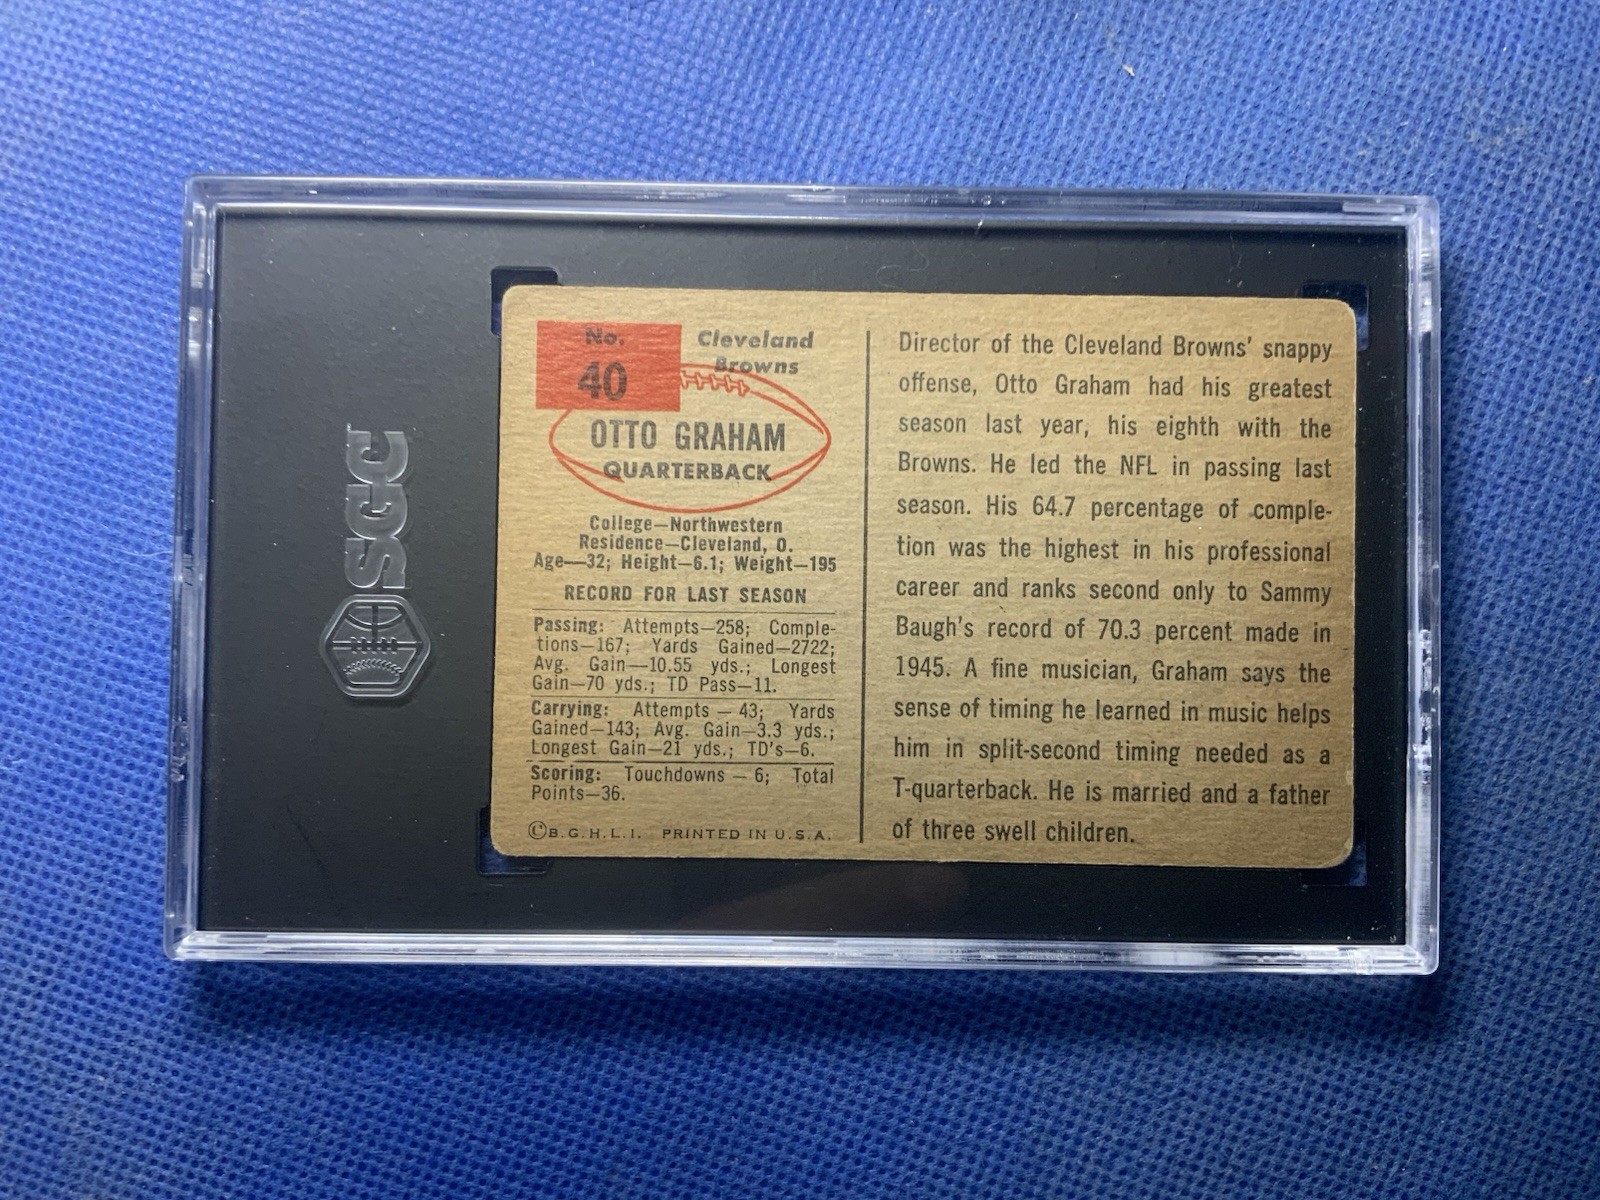 SGC
No.
40
Cleveland
Browns
OTTO GRAHAM
QUARTERBACK
College—Northwestern
Residence—Cleveland, O.
Age—32; Height—6.1; Weight—195
RECORD FOR LAST SEASON
Passing: Attempts—258; Comple-
tions—167; Yards Gained—2722;
Avg. Gain—10.55 yds.; Longest
Gain—70 yds.; TD Pass—11.
Carrying: Attempts — 43; Yards
Gained—143; Avg. Gain—3.3 yds.;
Longest Gain—21 yds.; TD's—6.
Scoring: Touchdowns — 6; Total
Points—36.
©B.G.H.L.I. PRINTED IN U.S.A.
Director of the Cleveland Browns' snappy
offense, Otto Graham had his greatest
season last year, his eighth with the
Browns. He led the NFL in passing last
season. His 64.7 percentage of comple-
tion was the highest in his professional
career and ranks second only to Sammy
Baugh's record of 70.3 percent made in
1945. A fine musician, Graham says the
sense of timing he learned in music helps
him in split-second timing needed as a
T-quarterback. He is married and a father
of three swell children.